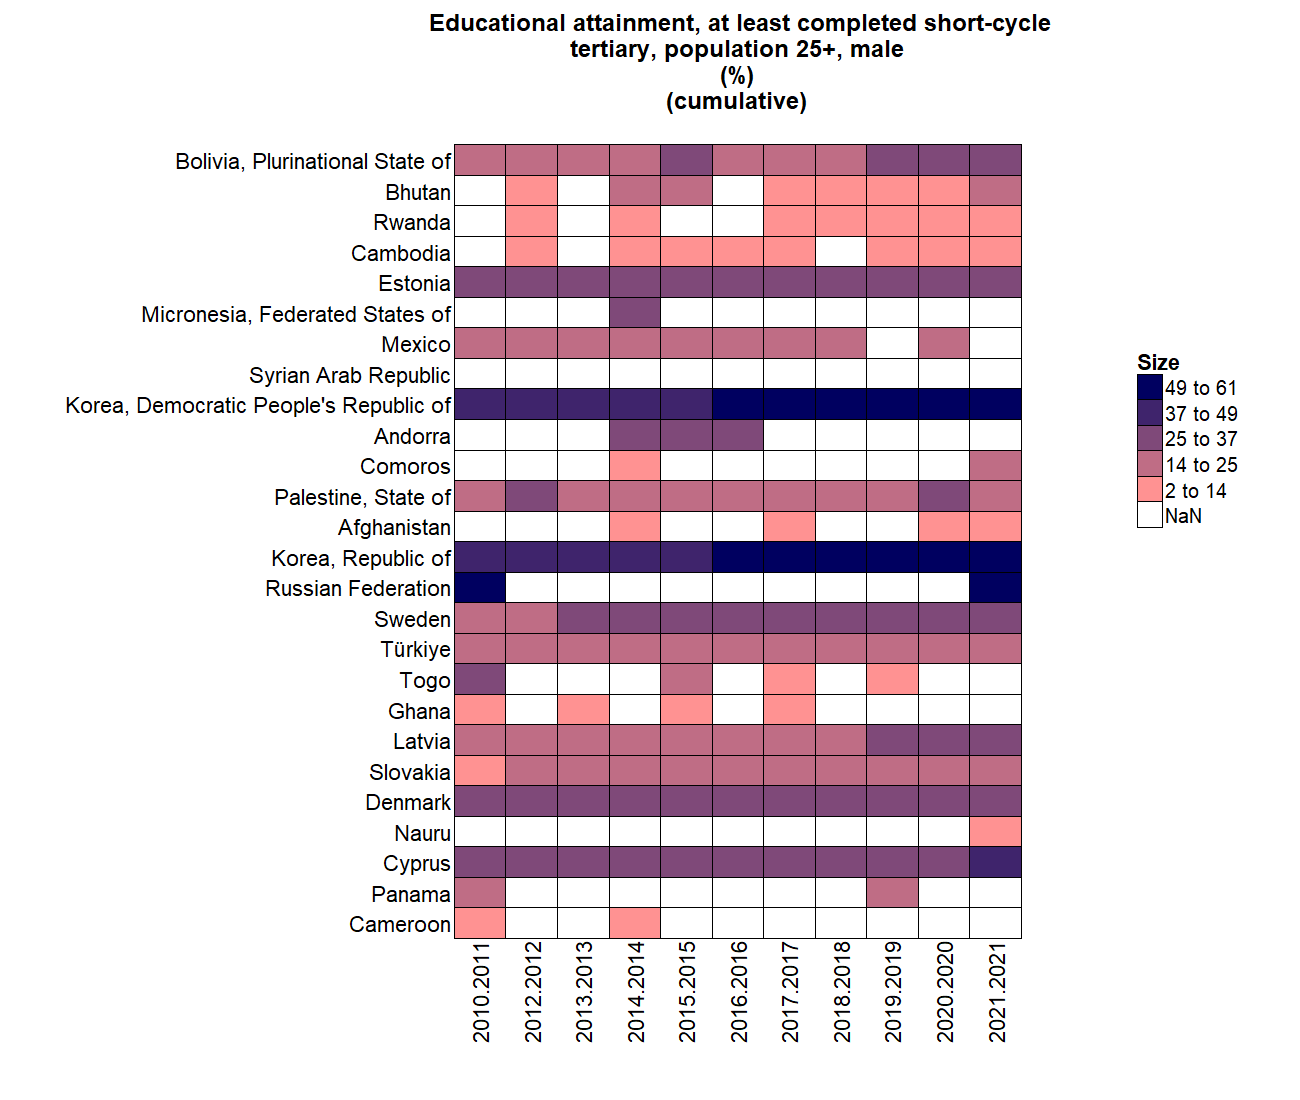 Educational attainment, at least completed short-cycle
tertiary, population 25+, male
(%)
(cumulative)
Bolivia, Plurinational State of
Bhutan
Rwanda
Cambodia
Estonia
Micronesia, Federated States of
Mexico
Syrian Arab Republic
Korea, Democratic People's Republic of
Andorra
Comoros
Palestine, State of
Afghanistan
Korea, Republic of
Russian Federation
Sweden
Türkiye
Togo
Ghana
Latvia
Slovakia
Denmark
Nauru
Cyprus
Panama
Cameroon
2010.2011
2012.2012
2013.2013
2014.2014
2015.2015
2016.2016
2017.2017
2018.2018
2019.2019
2020.2020
2021.2021
Size
49 to 61
37 to 49
25 to 37
14 to 25
2 to 14
NaN